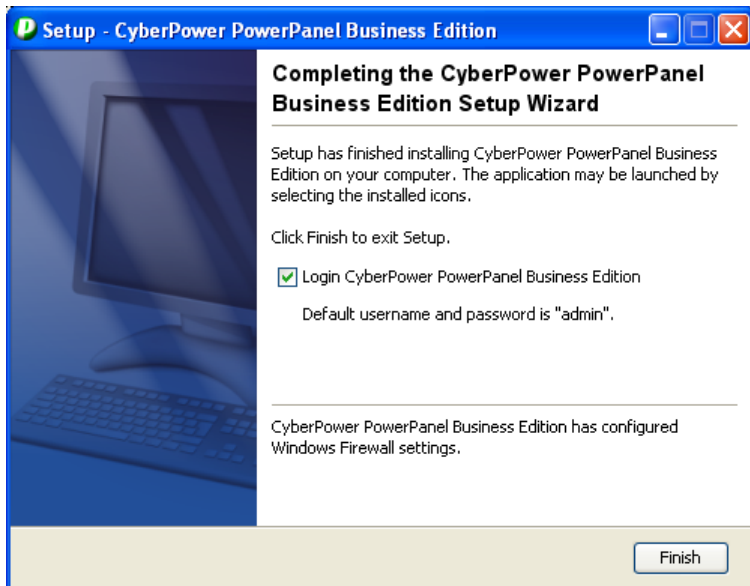 Setup - CyberPower PowerPanel Business Edition
Completing the CyberPower PowerPanel
Business Edition Setup Wizard
Setup has finished installing CyberPower PowerPanel Business
Edition on your computer. The application may be launched by
selecting the installed icons.
Click Finish to exit Setup.
Login CyberPower PowerPanel Business Edition
Default username and password is "admin".
CyberPower PowerPanel Business Edition has configured
Windows Firewall settings.
Finish